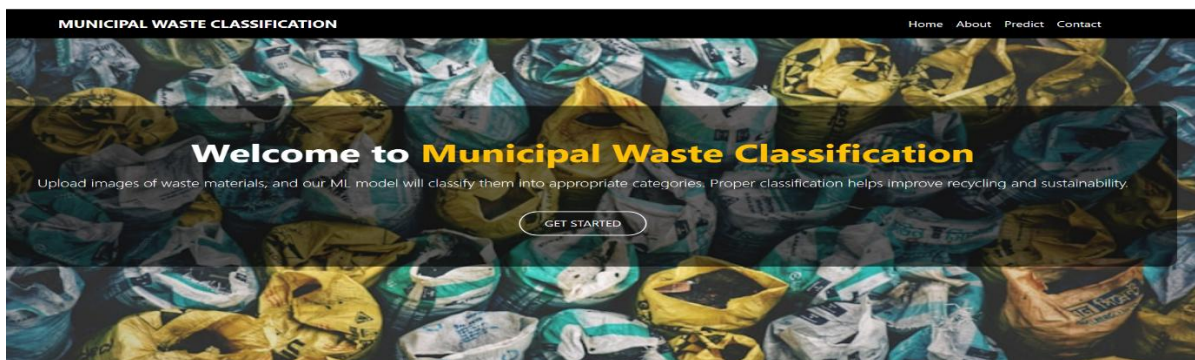 MUNICIPAL WASTE CLASSIFICATION
Home About Predict Contact
Welcome to Municipal Waste Classification
Upload images of waste materials, and our ML model will classify them into appropriate categories. Proper classification helps improve recycling and sustainability.
GET STARTED